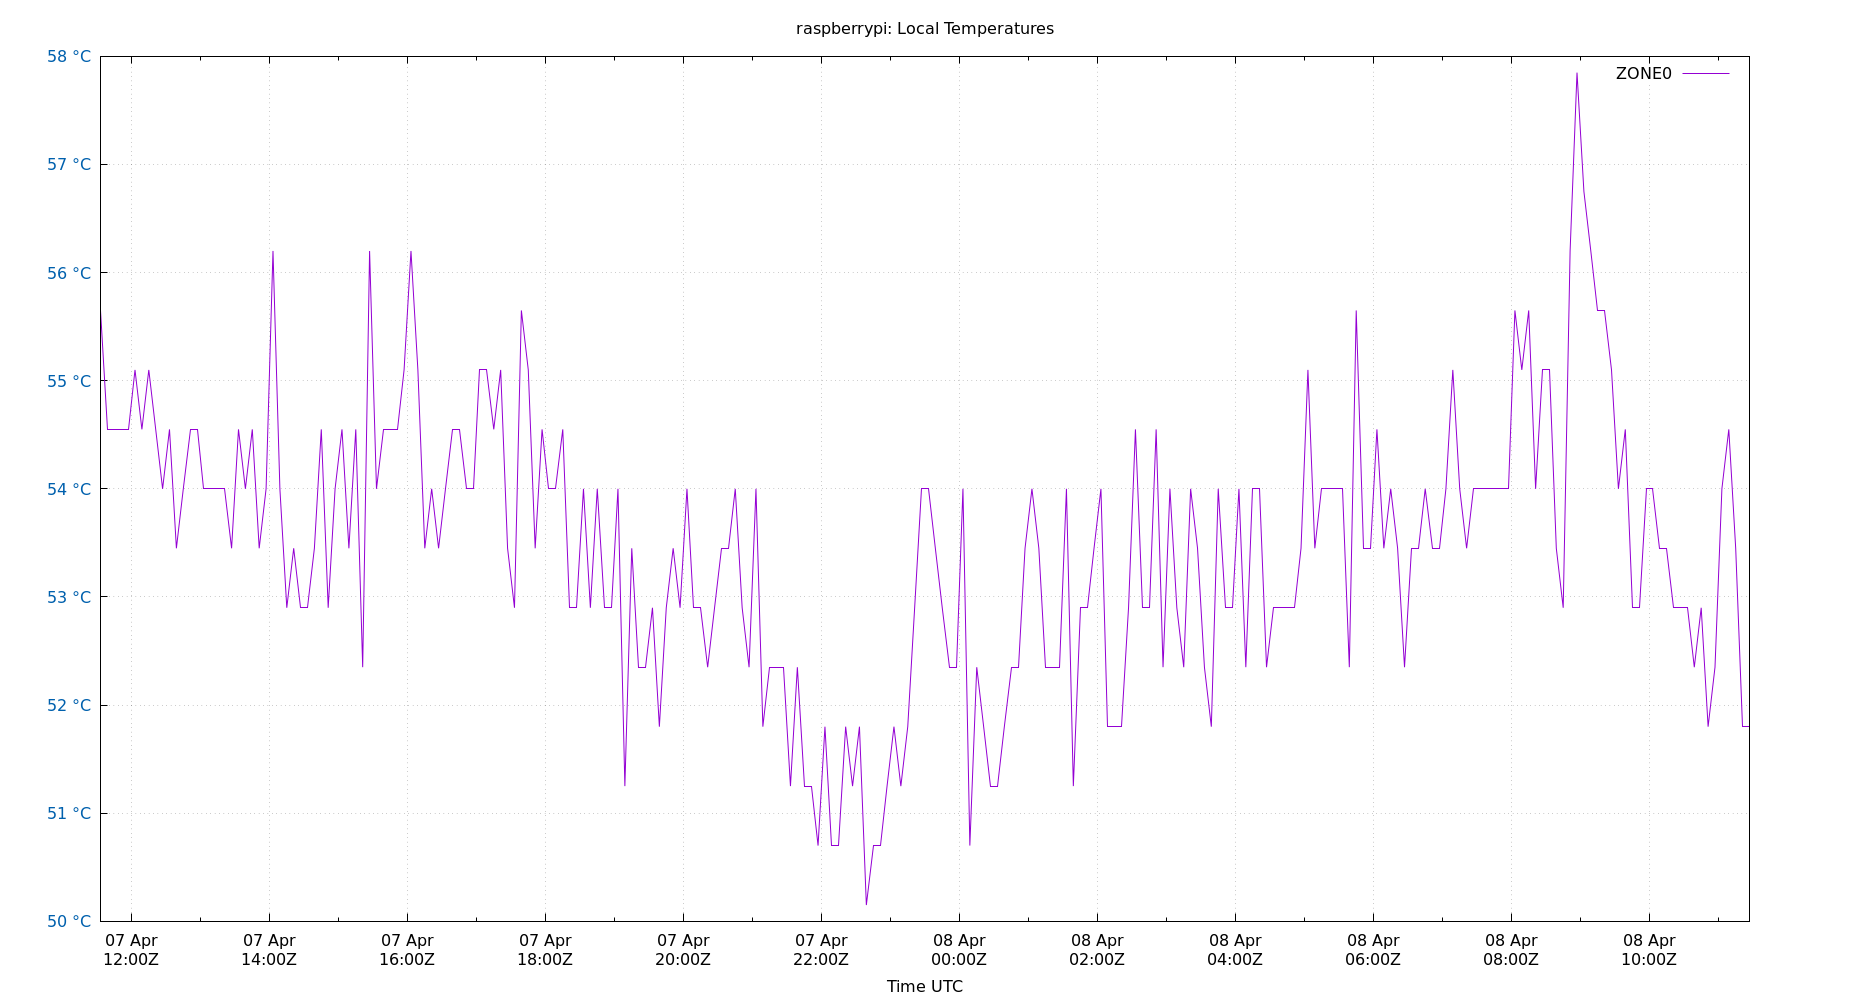 raspberrypi: Local Temperatures
58 °C
ZONE0
57 °C
56 °C
55 °C
54 °C
53 °C
52 °C
51 °C
50 °C
07 Apr 07 Apr 07 Apr 07 Apr 07 Apr 07 Apr 08 Apr 08 Apr 08 Apr 08 Apr 08 Apr 08 Apr
12:00Z 14:00Z 16:00Z 18:00Z 20:00Z 22:00Z 00:00Z 02:00Z 04:00Z 06:00Z 08:00Z 10:00Z
Time UTC